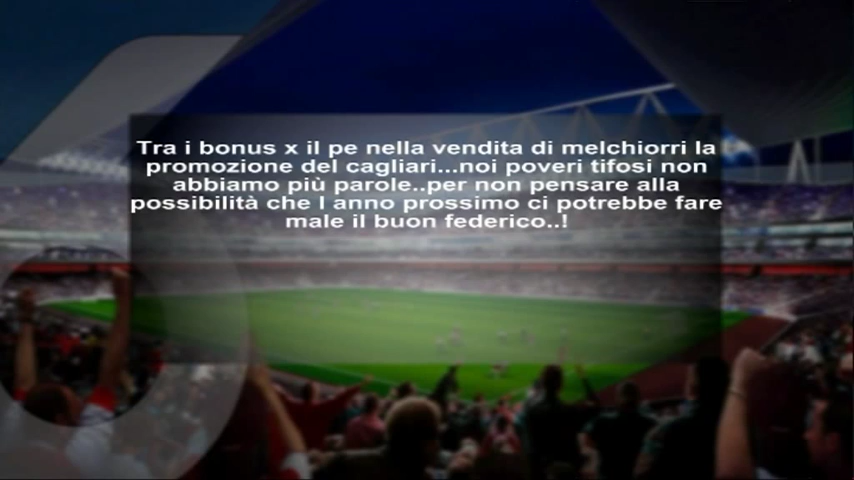 Tra i bonus x il pe nella vendita di melchiorri la
promozione del cagliari...noi poveri tifosi non
abbiamo più parole..per non pensare alla
possibilità che l anno prossimo ci potrebbe fare
male il buon federico..!